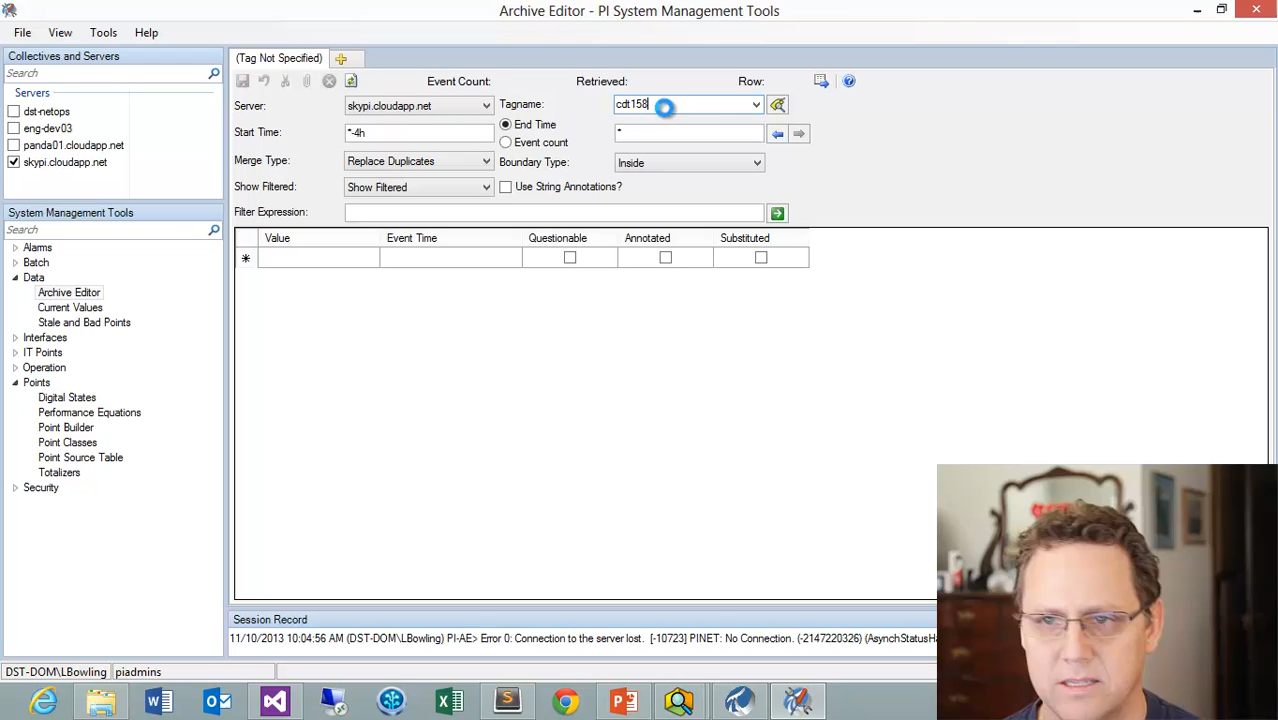 Archive Editor - PI System Management Tools
File View Tools Help
Collectives and Servers
Search
Servers
dst-netops
eng-dev03
panda01.cloudapp.net
skypi.cloudapp.net
System Management Tools
Search
Alarms
Batch
Data
Archive Editor
Current Values
Stale and Bad Points
Interfaces
IT Points
Operation
Points
Digital States
Performance Equations
Point Builder
Point Classes
Point Source Table
Totalizers
Security
(Tag Not Specified)
Event Count: Retrieved: Row:
Server: skypi.cloudapp.net Tagname: cdt158
Start Time: *-4h End Time *
Event count
Merge Type: Replace Duplicates Boundary Type: Inside
Show Filtered: Show Filtered Use String Annotations?
Filter Expression:
Value Event Time Questionable Annotated Substituted
Session Record
11/10/2013 10:04:56 AM (DST-DOM\LBowling) PI-AE> Error 0: Connection to the server lost. [-10723] PINET: No Connection. (-2147220326) (AsynchStatusHa
DST-DOM\LBowling piadmins